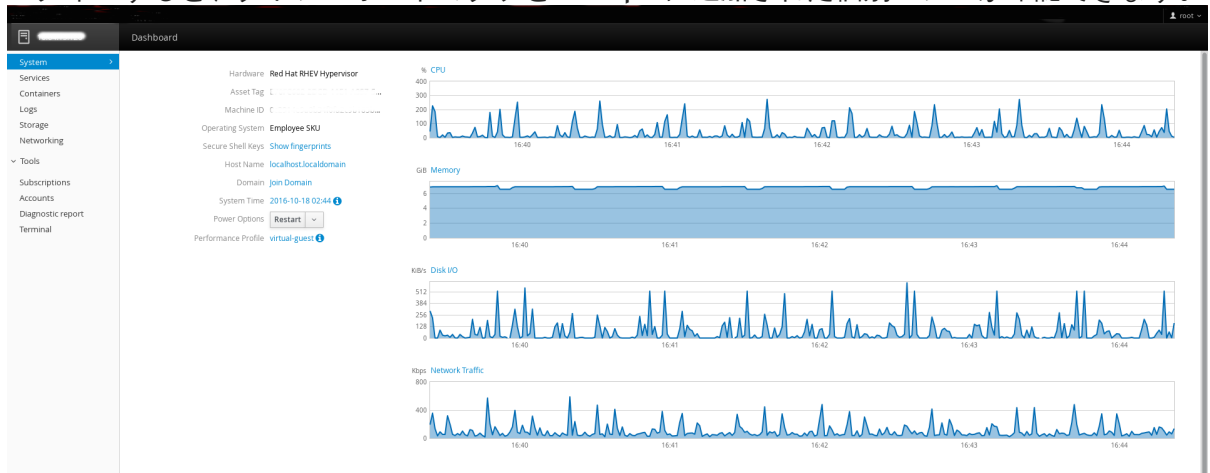 root
Dashboard
System
Services
Containers
Logs
Storage
Networking
Tools
Subscriptions
Accounts
Diagnostic report
Terminal
Hardware Red Hat RHEV Hypervisor
Asset Tag
Machine ID
Operating System Employee SKU
Secure Shell Keys Show fingerprints
Host Name localhost.localdomain
Domain Join Domain
System Time 2016-10-18 02:44
Power Options Restart
Performance Profile virtual-guest
% CPU
400
300
200
100
0
16:40 16:41 16:42 16:43 16:44
GiB Memory
6
4
2
0
16:40 16:41 16:42 16:43 16:44
KiB/s Disk I/O
512
384
256
128
0
16:40 16:41 16:42 16:43 16:44
Kbps Network Traffic
800
400
0
16:40 16:41 16:42 16:43 16:44